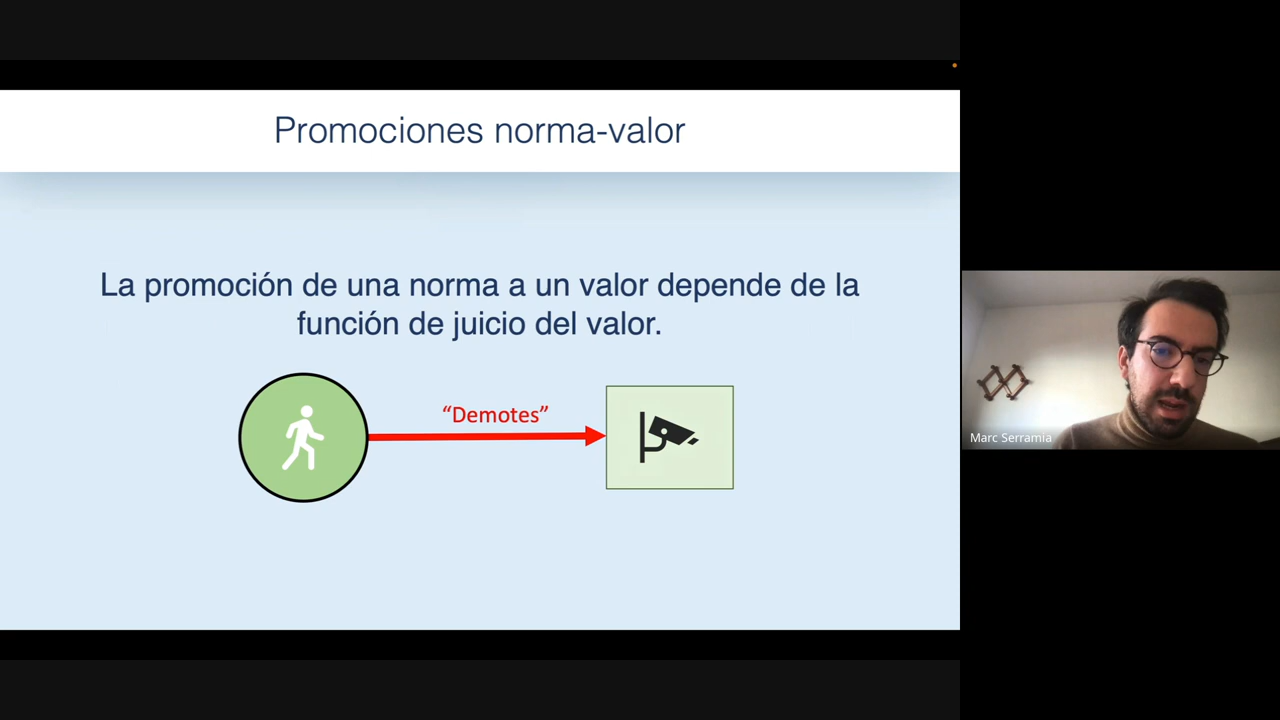 Promociones norma-valor
La promoción de una norma a un valor depende de la
función de juicio del valor.
“Demotes”
Marc Serramia